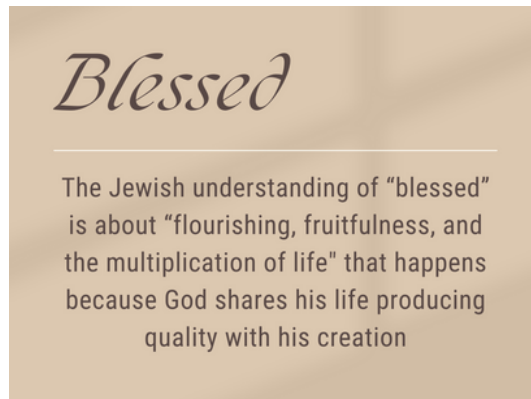 Blessed
The Jewish understanding of “blessed”
is about “flourishing, fruitfulness, and
the multiplication of life" that happens
because God shares his life producing
quality with his creation